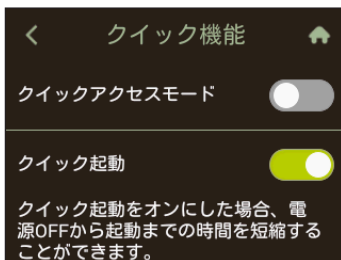 クイック機能
クイックアクセスモード
クイック起動
クイック起動をオンにした場合、電
源OFFから起動までの時間を短縮する
ことができます。